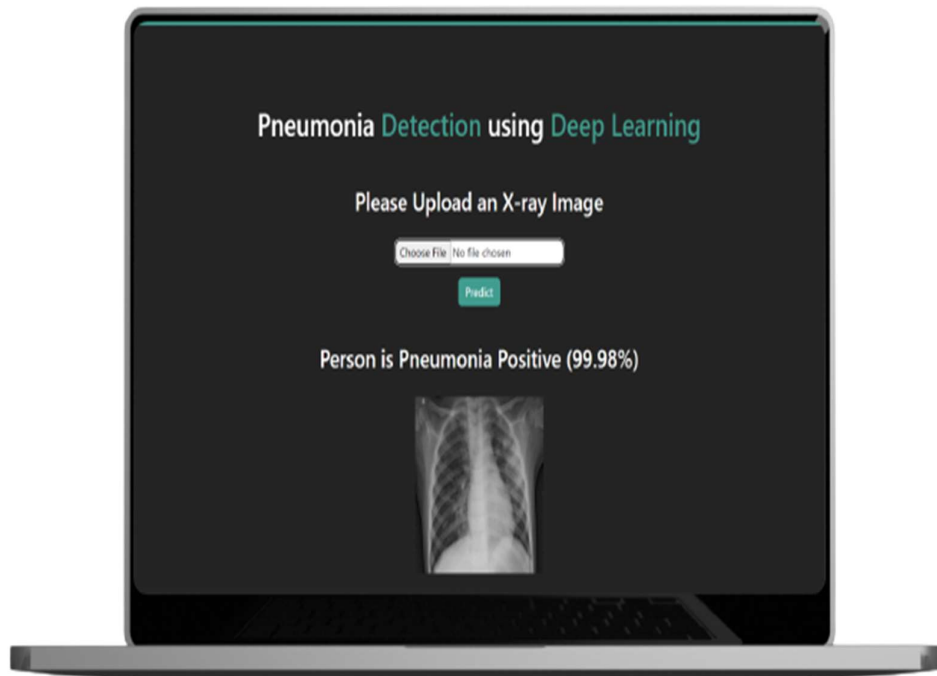 Pneumonia Detection using Deep Learning
Please Upload an X-ray Image
Choose File No file chosen
Predict
Person is Pneumonia Positive (99.98%)